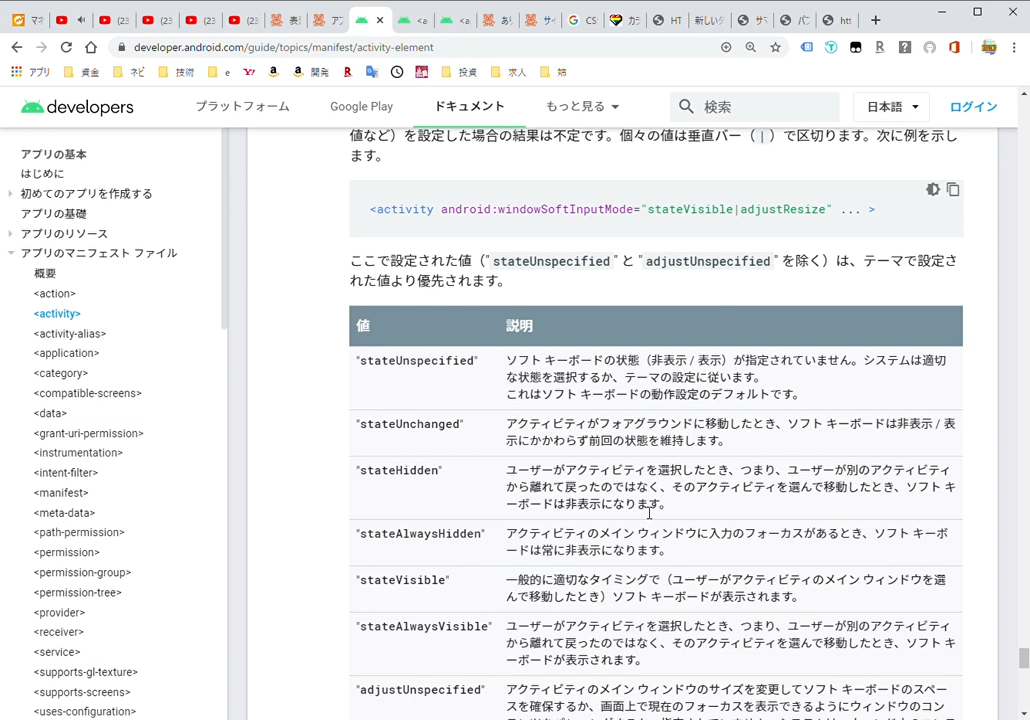 マネ
(23
(23
(23
(23
表
アン
<a
<a
あり
サイ
CS
カラ
HT
新しいタ
サマ
パン
htt
developer.android.com/guide/topics/manifest/activity-element
アプリ
資金
ネビ
技術
e
開発
投資
求人
姉
developers
プラットフォーム
Google Play
ドキュメント
もっと見る
検索
日本語
ログイン
アプリの基本
はじめに
初めてのアプリを作成する
アプリの基礎
アプリのリソース
アプリのマニフェスト ファイル
概要
<action>
<activity>
<activity-alias>
<application>
<category>
<compatible-screens>
<data>
<grant-uri-permission>
<instrumentation>
<intent-filter>
<manifest>
<meta-data>
<path-permission>
<permission>
<permission-group>
<permission-tree>
<provider>
<receiver>
<service>
<supports-gl-texture>
<supports-screens>
<uses-configuration>
値など）を設定した場合の結果は不定です。個々の値は垂直バー（|）で区切ります。次に例を示し
ます。
<activity android:windowSoftInputMode="stateVisible|adjustResize" ... >
ここで設定された値（"stateUnspecified"と"adjustUnspecified"を除く）は、テーマで設定さ
れた値より優先されます。
値 説明
"stateUnspecified" ソフト キーボードの状態（非表示 / 表示）が指定されていません。システムは適切
な状態を選択するか、テーマの設定に従います。
これはソフト キーボードの動作設定のデフォルトです。
"stateUnchanged" アクティビティがフォアグラウンドに移動したとき、ソフト キーボードは非表示 / 表
示にかかわらず前回の状態を維持します。
"stateHidden" ユーザーがアクティビティを選択したとき、つまり、ユーザーが別のアクティビティ
から離れて戻ったのではなく、そのアクティビティを選んで移動したとき、ソフト キ
ーボードは非表示になります。
"stateAlwaysHidden" アクティビティのメイン ウィンドウに入力のフォーカスがあるとき、ソフト キーボ
ードは常に非表示になります。
"stateVisible" 一般的に適切なタイミングで（ユーザーがアクティビティのメイン ウィンドウを選
んで移動したとき）ソフト キーボードが表示されます。
"stateAlwaysVisible" ユーザーがアクティビティを選択したとき、つまり、ユーザーが別のアクティビティ
から離れて戻ったのではなく、そのアクティビティを選んで移動したとき、ソフト キ
ーボードが表示されます。
"adjustUnspecified" アクティビティのメイン ウィンドウのサイズを変更してソフト キーボードのスペー
スを確保するか、画面上で現在のフォーカスを表示できるようにウィンドウのコン